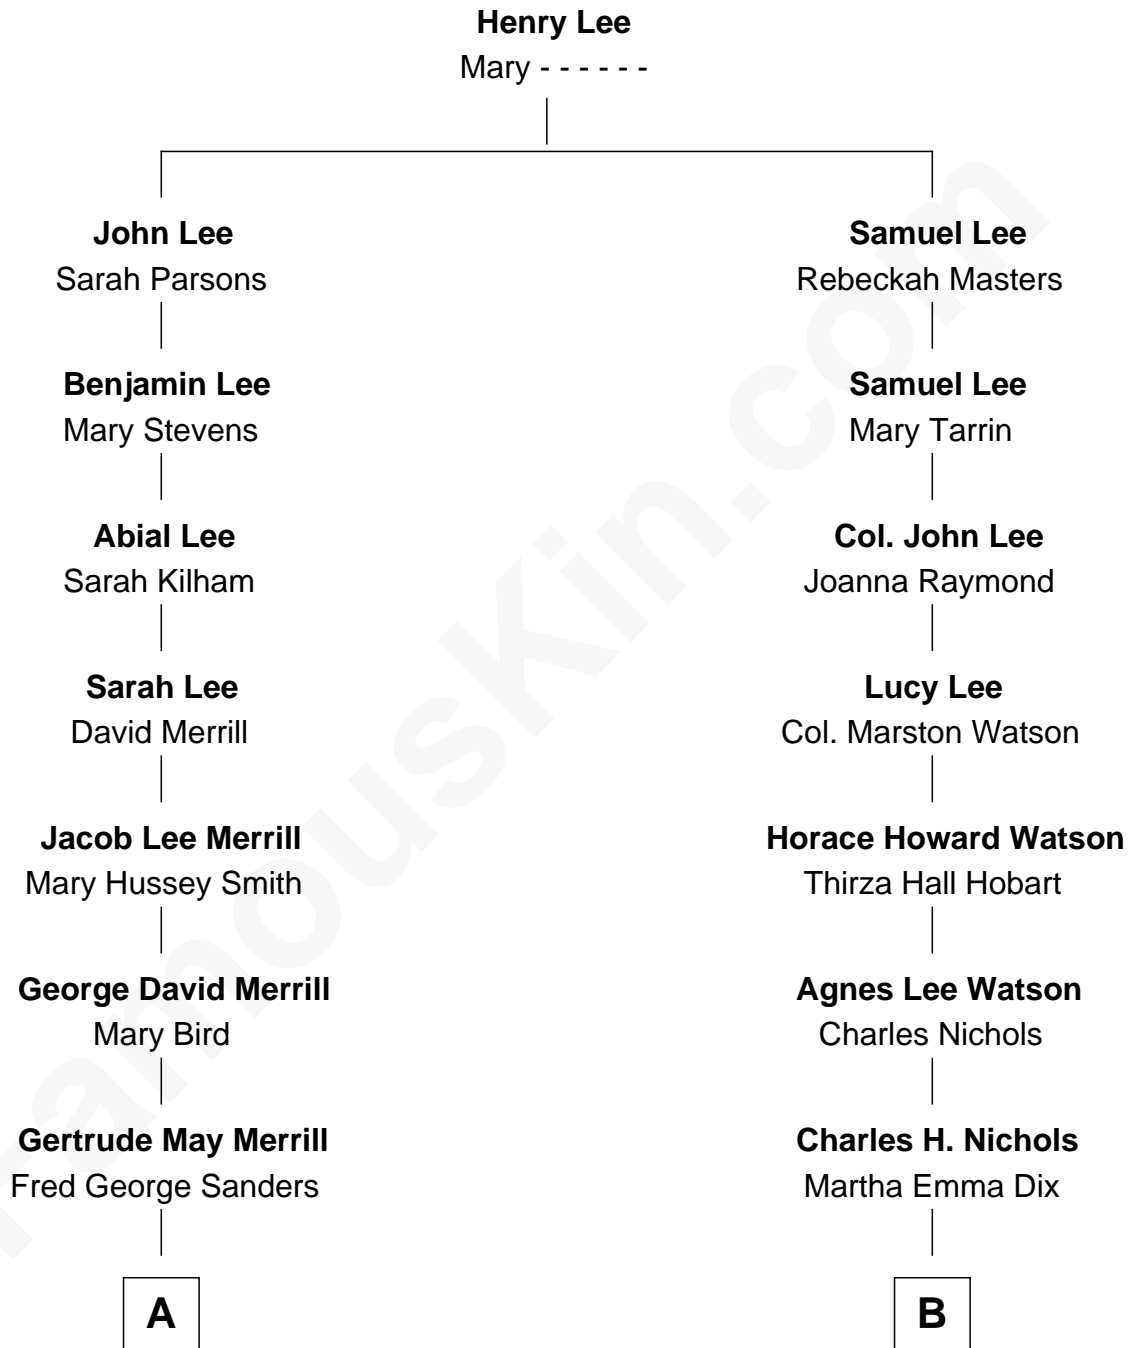 Henry Lee
Mary - - - - - -
John Lee
Sarah Parsons
Samuel Lee
Rebeckah Masters
Benjamin Lee
Mary Stevens
Samuel Lee
Mary Tarrin
Abial Lee
Sarah Kilham
Col. John Lee
Joanna Raymond
Sarah Lee
David Merrill
Lucy Lee
Col. Marston Watson
Jacob Lee Merrill
Mary Hussey Smith
Horace Howard Watson
Thirza Hall Hobart
George David Merrill
Mary Bird
Agnes Lee Watson
Charles Nichols
Gertrude May Merrill
Fred George Sanders
Charles H. Nichols
Martha Emma Dix
A
B
FamousKin.com